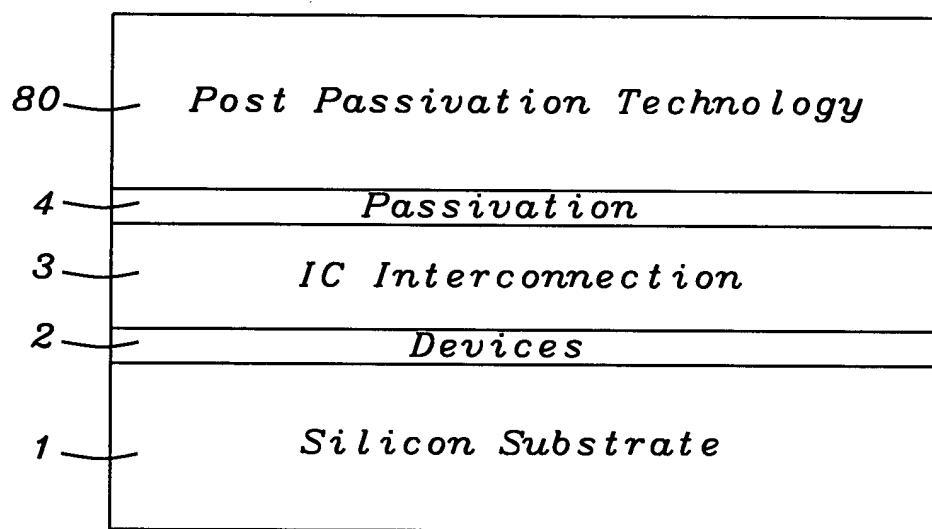 80 Post Passivation Technology
4 Passivation
3 IC Interconnection
2 Devices
1 Silicon Substrate